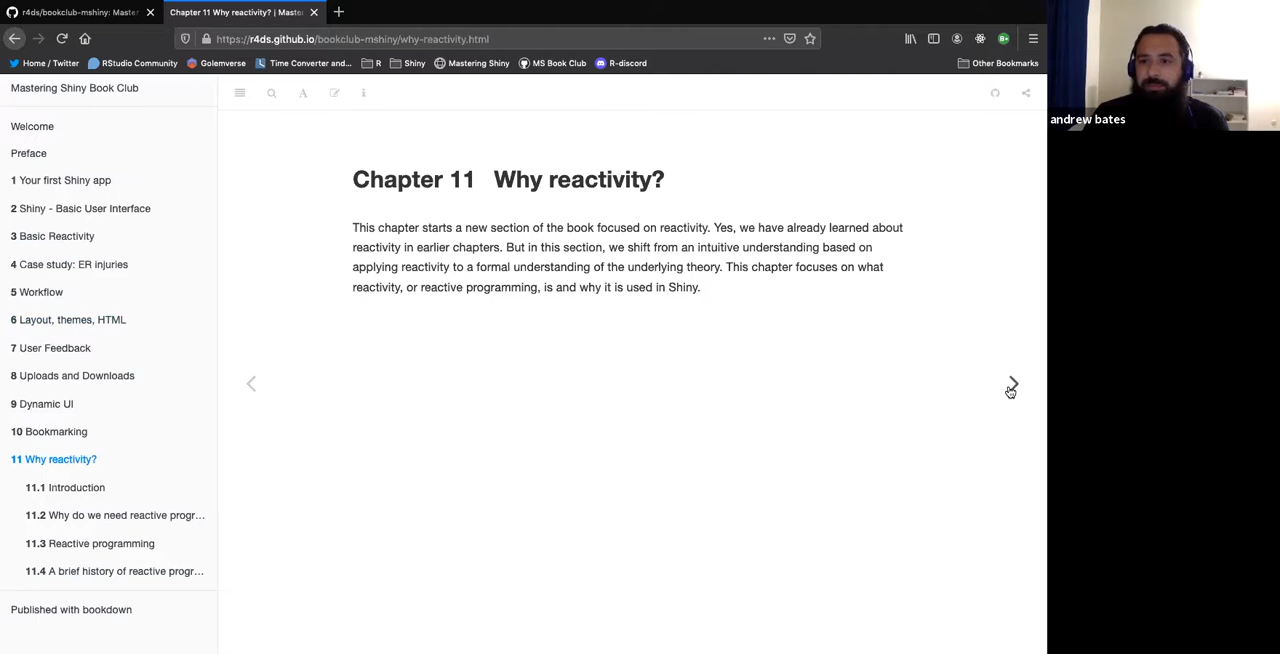 r4ds/bookclub-mshiny: Master
Chapter 11 Why reactivity? | Maste
https://r4ds.github.io/bookclub-mshiny/why-reactivity.html
Home / Twitter
RStudio Community
Golemverse
Time Converter and...
R
Shiny
Mastering Shiny
MS Book Club
R-discord
Other Bookmarks
andrew bates
Mastering Shiny Book Club
Welcome
Preface
1 Your first Shiny app
2 Shiny - Basic User Interface
3 Basic Reactivity
4 Case study: ER injuries
5 Workflow
6 Layout, themes, HTML
7 User Feedback
8 Uploads and Downloads
9 Dynamic UI
10 Bookmarking
11 Why reactivity?
11.1 Introduction
11.2 Why do we need reactive progr...
11.3 Reactive programming
11.4 A brief history of reactive progr...
Published with bookdown
Chapter 11 Why reactivity?
This chapter starts a new section of the book focused on reactivity. Yes, we have already learned about
reactivity in earlier chapters. But in this section, we shift from an intuitive understanding based on
applying reactivity to a formal understanding of the underlying theory. This chapter focuses on what
reactivity, or reactive programming, is and why it is used in Shiny.